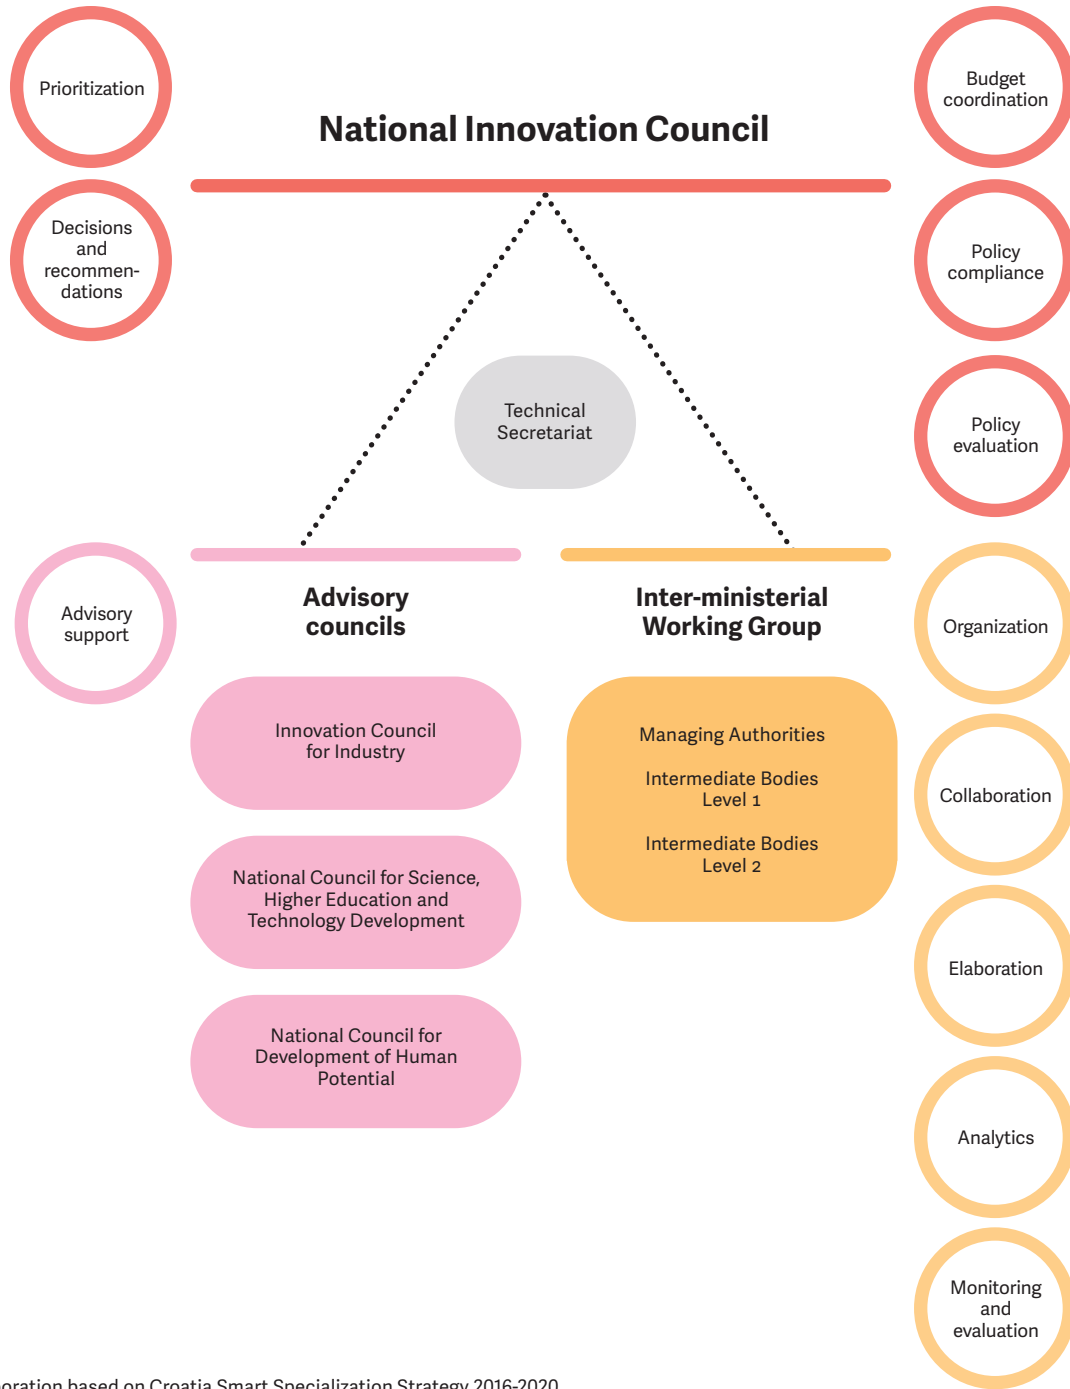 Prioritization
Budget
coordination
National Innovation Council
Decisions
and
recommen-
dations
Policy
compliance
Technical
Secretariat
Policy
evaluation
Advisory
support
Advisory
councils
Inter-ministerial
Working Group
Organization
Innovation Council
for Industry
Managing Authorities
Intermediate Bodies
Level 1
Intermediate Bodies
Level 2
Collaboration
National Council for Science,
Higher Education and
Technology Development
Elaboration
National Council for
Development of Human
Potential
Analytics
Monitoring
and
evaluation
based on Croatia Smart Specialization Strategy 2016-2020